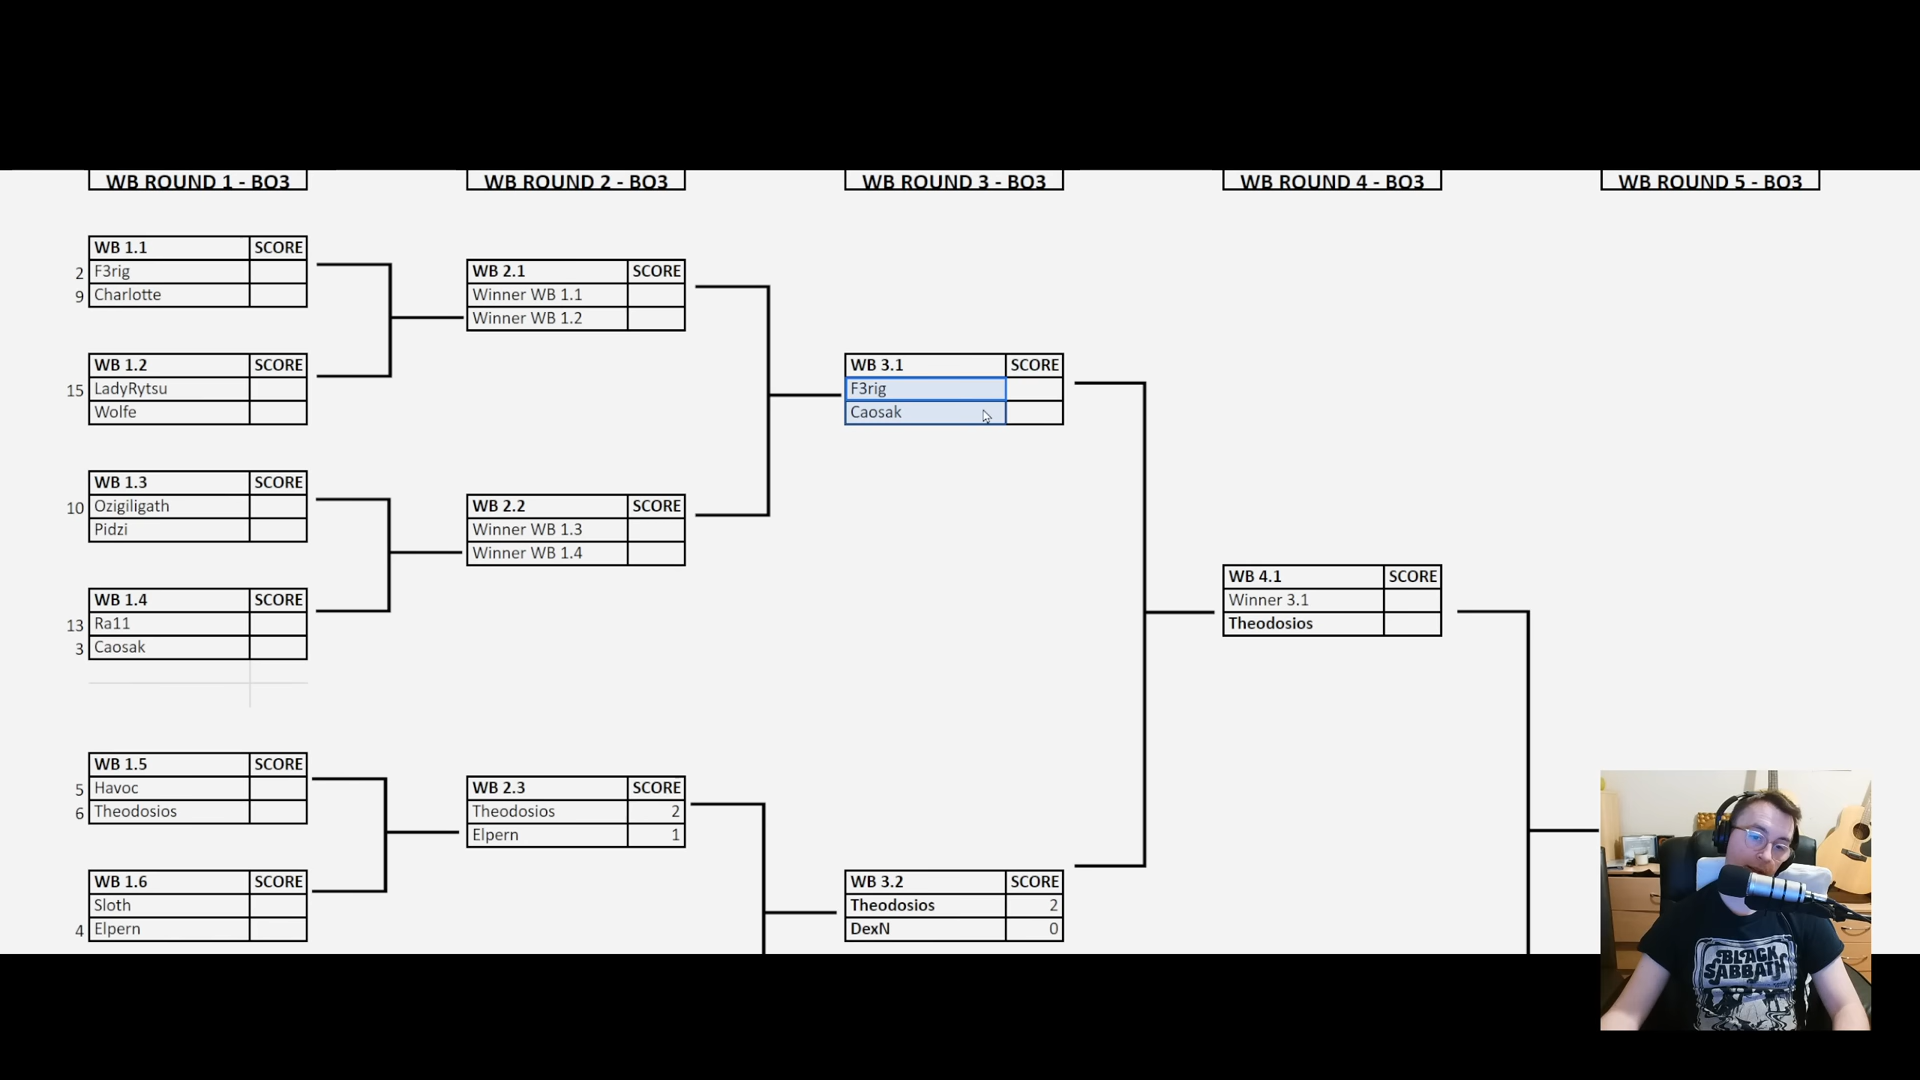 WB ROUND 1 - BO3
WB ROUND 2 - BO3
WB ROUND 3 - BO3
WB ROUND 4 - BO3
WB ROUND 5 - BO3
WB 1.1 SCORE
2 F3rig
9 Charlotte
WB 1.2 SCORE
15 LadyRytsu
Wolfe
WB 1.3 SCORE
10 Ozigiligath
Pidzi
WB 1.4 SCORE
13 Ra11
3 Caosak
WB 1.5 SCORE
5 Havoc
6 Theodosios
WB 1.6 SCORE
Sloth
4 Elpern
WB 2.1 SCORE
Winner WB 1.1
Winner WB 1.2
WB 2.2 SCORE
Winner WB 1.3
Winner WB 1.4
WB 2.3 SCORE
Theodosios 2
Elpern 1
WB 3.1 SCORE
F3rig
Caosak
WB 3.2 SCORE
Theodosios 2
DexN 0
WB 4.1 SCORE
Winner 3.1
Theodosios
BLACK
SABBATH